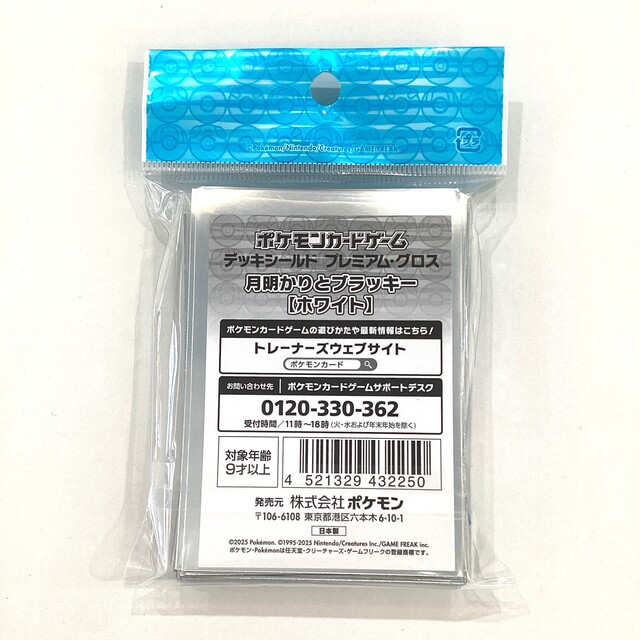 ©Pokémon/Nintendo/Creatures/GAME FREAK
プラ
ポケモンカードゲーム
デッキシールド プレミアム・グロス
月明かりとブラッキー
【ホワイト】
ポケモンカードゲームの遊びかたや最新情報はこちら!
トレーナーズウェブサイト
ポケモンカード
お問い合わせ先 ポケモンカードゲームサポートデスク
0120-330-362
受付時間/11時~18時(火・水および年末年始を除く)
対象年齢
9才以上
4 521329 432250
発売元 株式会社 ポケモン
〒106-6108 東京都港区六本木6-10-1
日本製
©2025 Pokémon. ©1995-2025 Nintendo/Creatures Inc./GAME FREAK inc.
ポケモン・Pokémonは任天堂・クリーチャーズ・ゲームフリークの登録商標です。